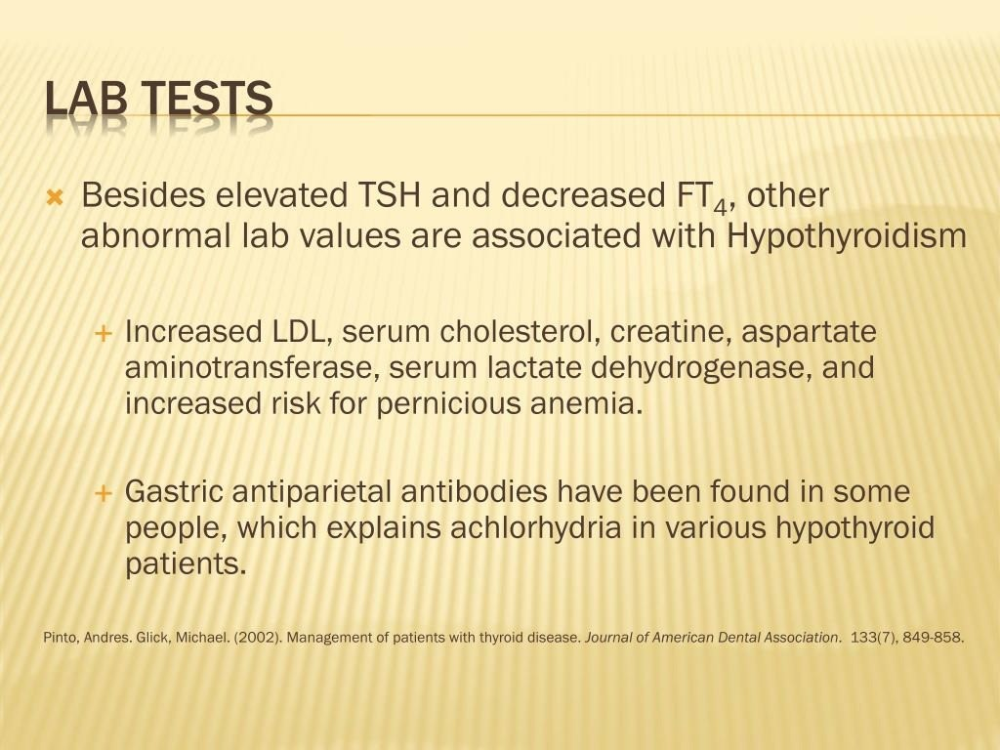 LAB TESTS
Besides elevated TSH and decreased FT₄, other
abnormal lab values are associated with Hypothyroidism
Increased LDL, serum cholesterol, creatine, aspartate
aminotransferase, serum lactate dehydrogenase, and
increased risk for pernicious anemia.
Gastric antiparietal antibodies have been found in some
people, which explains achlorhydria in various hypothyroid
patients.
Pinto, Andres. Glick, Michael. (2002). Management of patients with thyroid disease. Journal of American Dental Association.  133(7), 849-858.